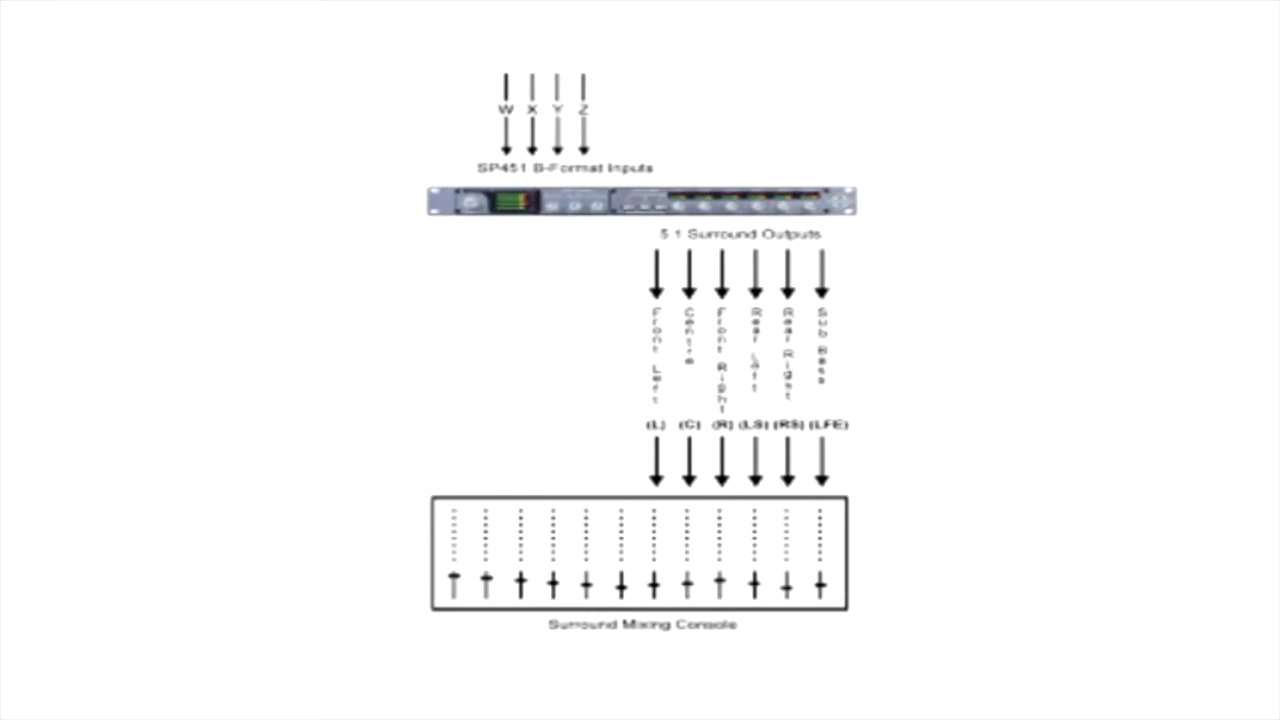 W X Y Z
SP451 B-Format Inputs
5.1 Surround Outputs
Front Left
Centre
Front Right
Rear Left
Rear Right
Sub Bass
(L) (C) (R) (LS) (RS) (LFE)
Surround Mixing Console